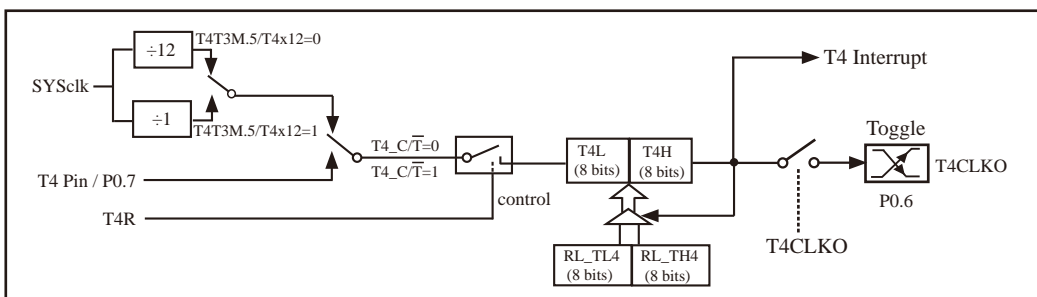 ÷12
T4T3M.5/T4x12=0
SYSclk
÷1
T4T3M.5/T4x12=1
T4_C/T̅=0
T4_C/T̅=1
T4 Pin / P0.7
T4R
control
T4L
(8 bits)
T4H
(8 bits)
RL_TL4
(8 bits)
RL_TH4
(8 bits)
T4 Interrupt
Toggle
T4CLKO
P0.6
T4CLKO